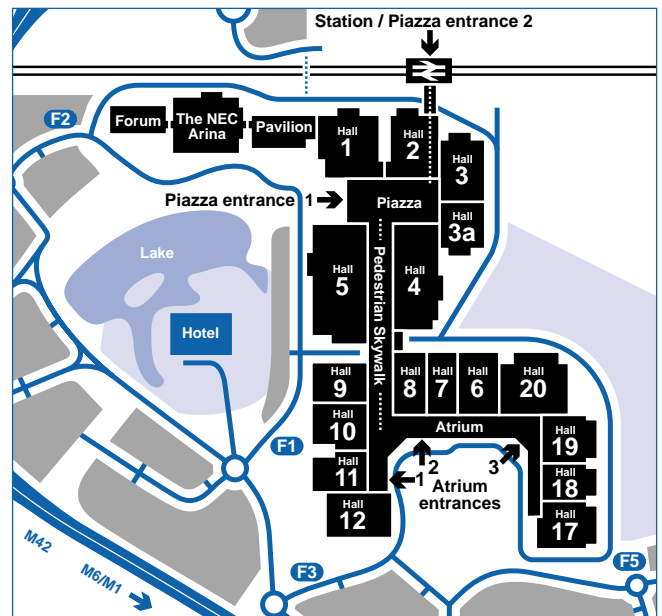 Station / Piazza entrance 2
F2
Forum
The NEC
Arina
Pavilion
Hall
1
Hall
2
Hall
3
Piazza entrance 1
Piazza
Hall
3a
Lake
Hall
5
Pedestrian Skywalk
Hall
4
Hotel
Hall
9
Hall
8
Hall
7
Hall
6
Hall
20
Hall
10
Atrium
Hall
19
F1
Hall
11
1
2
3
Atrium
entrances
Hall
18
Hall
12
Hall
17
M42
M6/M1
F3
F5